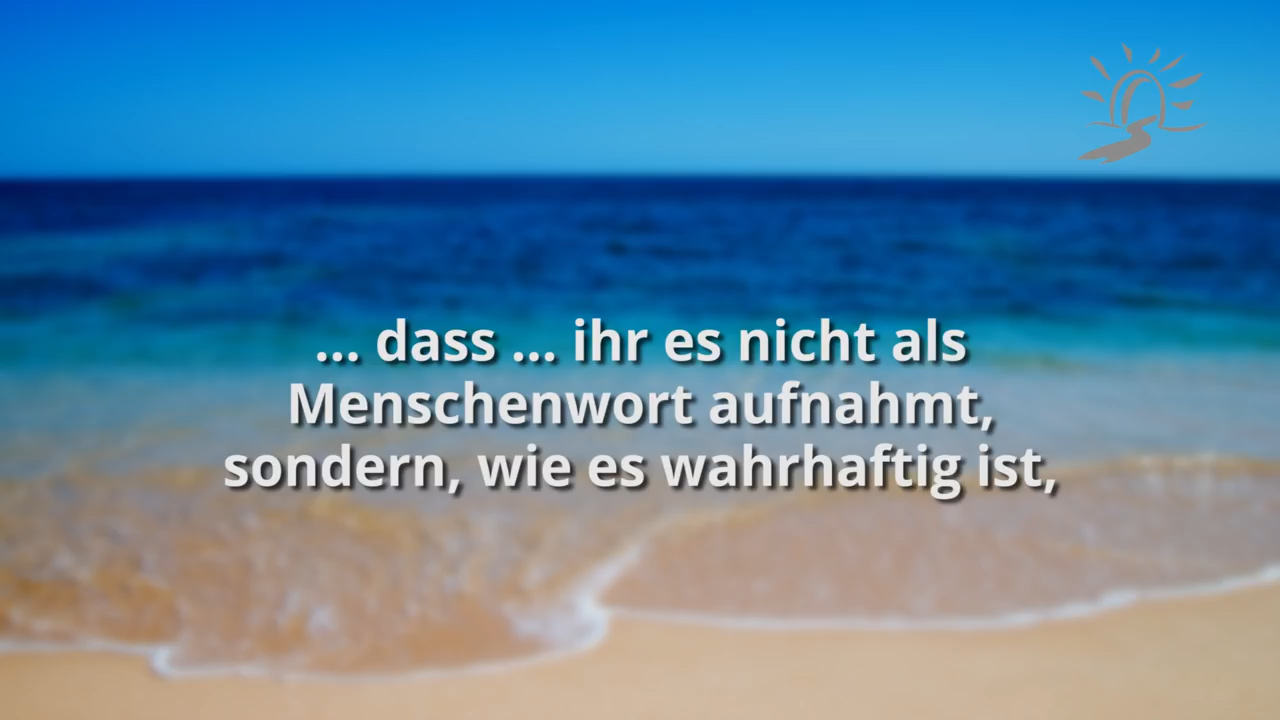 ... dass ... ihr es nicht als
Menschenwort aufnahmt,
sondern, wie es wahrhaftig ist,